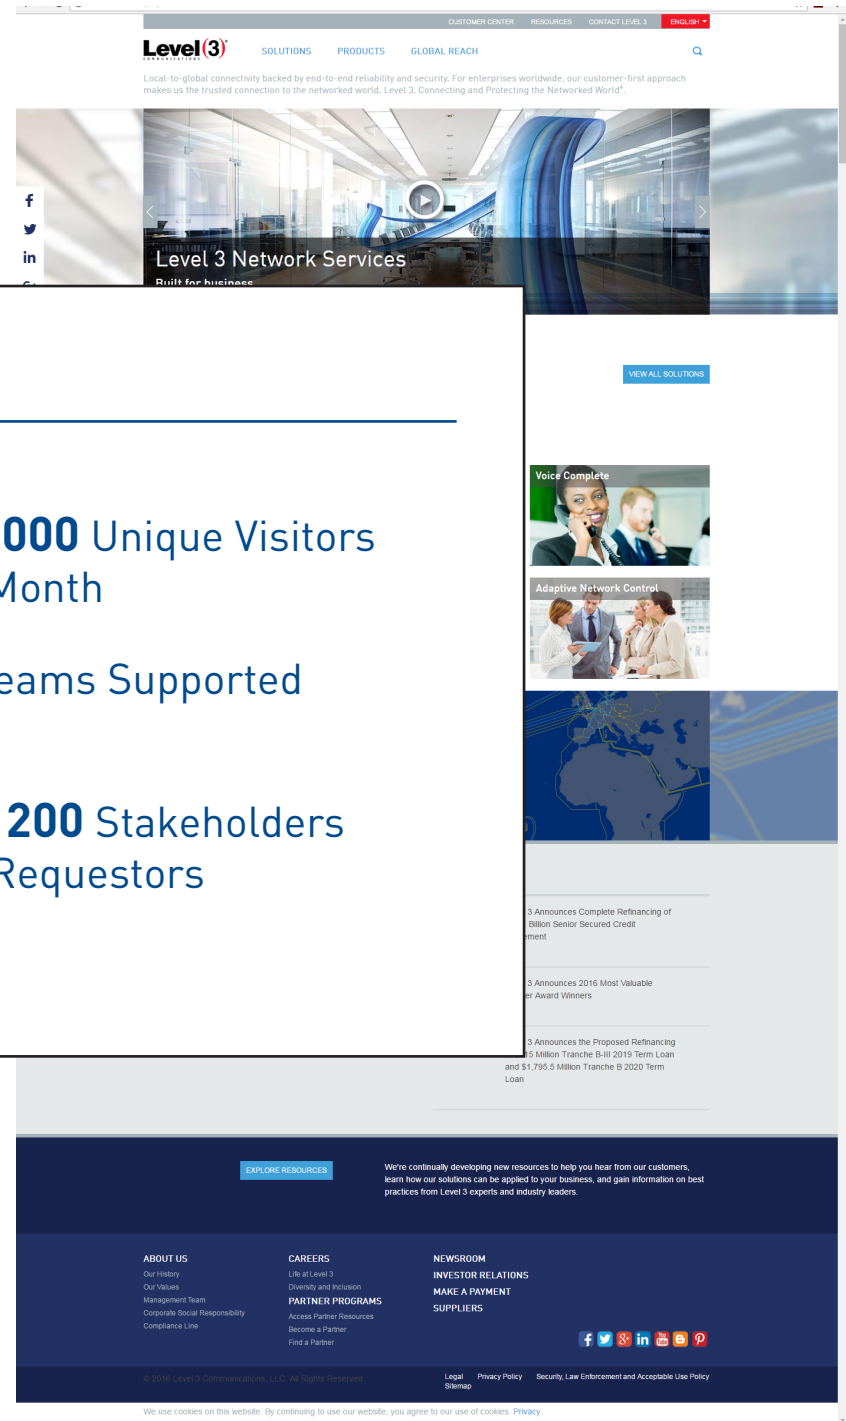 CUSTOMER CENTER RESOURCES CONTACT LEVEL 3 ENGLISH
Level(3)®
COMMUNICATIONS
SOLUTIONS PRODUCTS GLOBAL REACH
Local-to-global connectivity backed by end-to-end reliability and security. For enterprises worldwide, our customer-first approach
makes us the trusted connection to the networked world. Level 3. Connecting and Protecting the Networked World®.
Level 3 Network Services
Built for business
VIEW ALL SOLUTIONS
000 Unique Visitors
Month
eams Supported
200 Stakeholders
Requestors
Voice Complete
Adaptive Network Control
3 Announces Complete Refinancing of
Billion Senior Secured Credit
ement
3 Announces 2016 Most Valuable
er Award Winners
3 Announces the Proposed Refinancing
15 Million Tranche B-III 2019 Term Loan
and $1,795.5 Million Tranche B 2020 Term
Loan
EXPLORE RESOURCES
We're continually developing new resources to help you hear from our customers,
learn how our solutions can be applied to your business, and gain information on best
practices from Level 3 experts and industry leaders.
ABOUT US
Our History
Our Values
Management Team
Corporate Social Responsibility
Compliance Line
CAREERS
Life at Level 3
Diversity and Inclusion
PARTNER PROGRAMS
Access Partner Resources
Become a Partner
Find a Partner
NEWSROOM
INVESTOR RELATIONS
MAKE A PAYMENT
SUPPLIERS
© 2016 Level 3 Communications, LLC. All Rights Reserved.
Legal Privacy Policy Security, Law Enforcement and Acceptable Use Policy
Sitemap
We use cookies on this website. By continuing to use our website, you agree to our use of cookies. Privacy